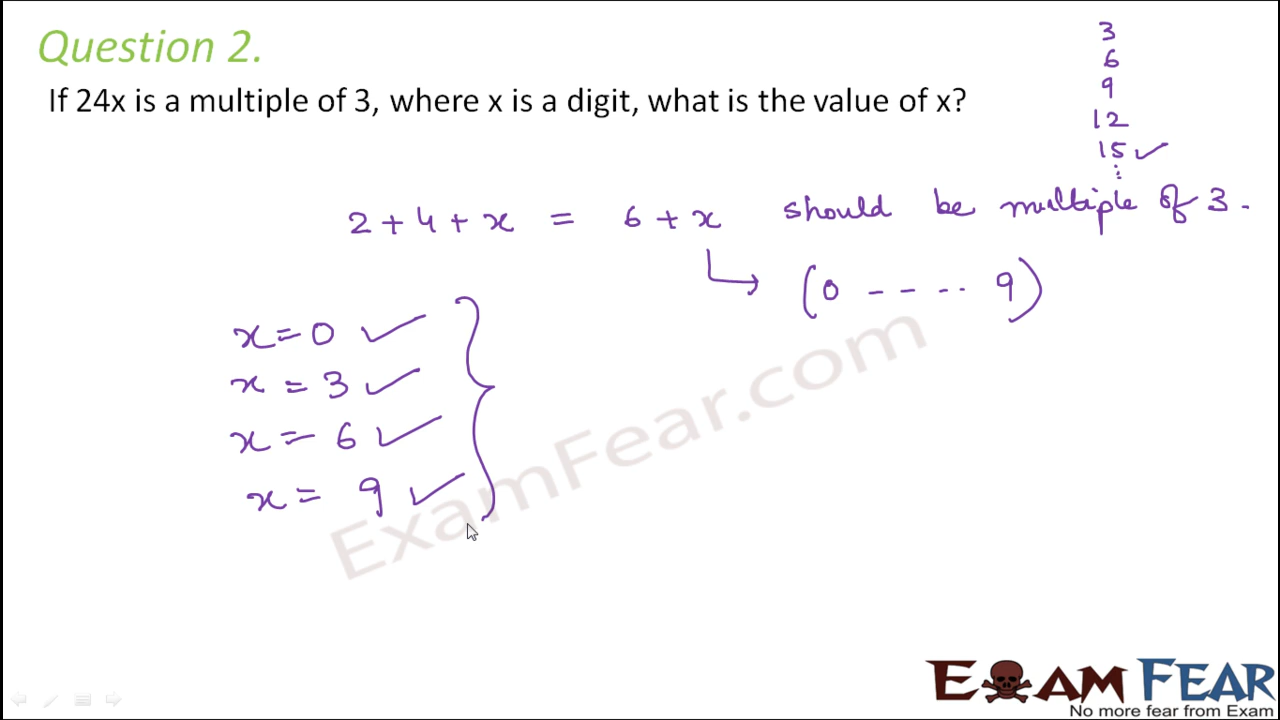 Question 2.
If 24x is a multiple of 3, where x is a digit, what is the value of x?
3
6
9
12
15 ✓
⋮
2 + 4 + x = 6 + x should be multiple of 3.
(0 - - - .. 9)
x = 0 ✓
x = 3 ✓
x = 6 ✓
x = 9 ✓
ExamFear.com
EXAM FEAR
No more fear from Exam